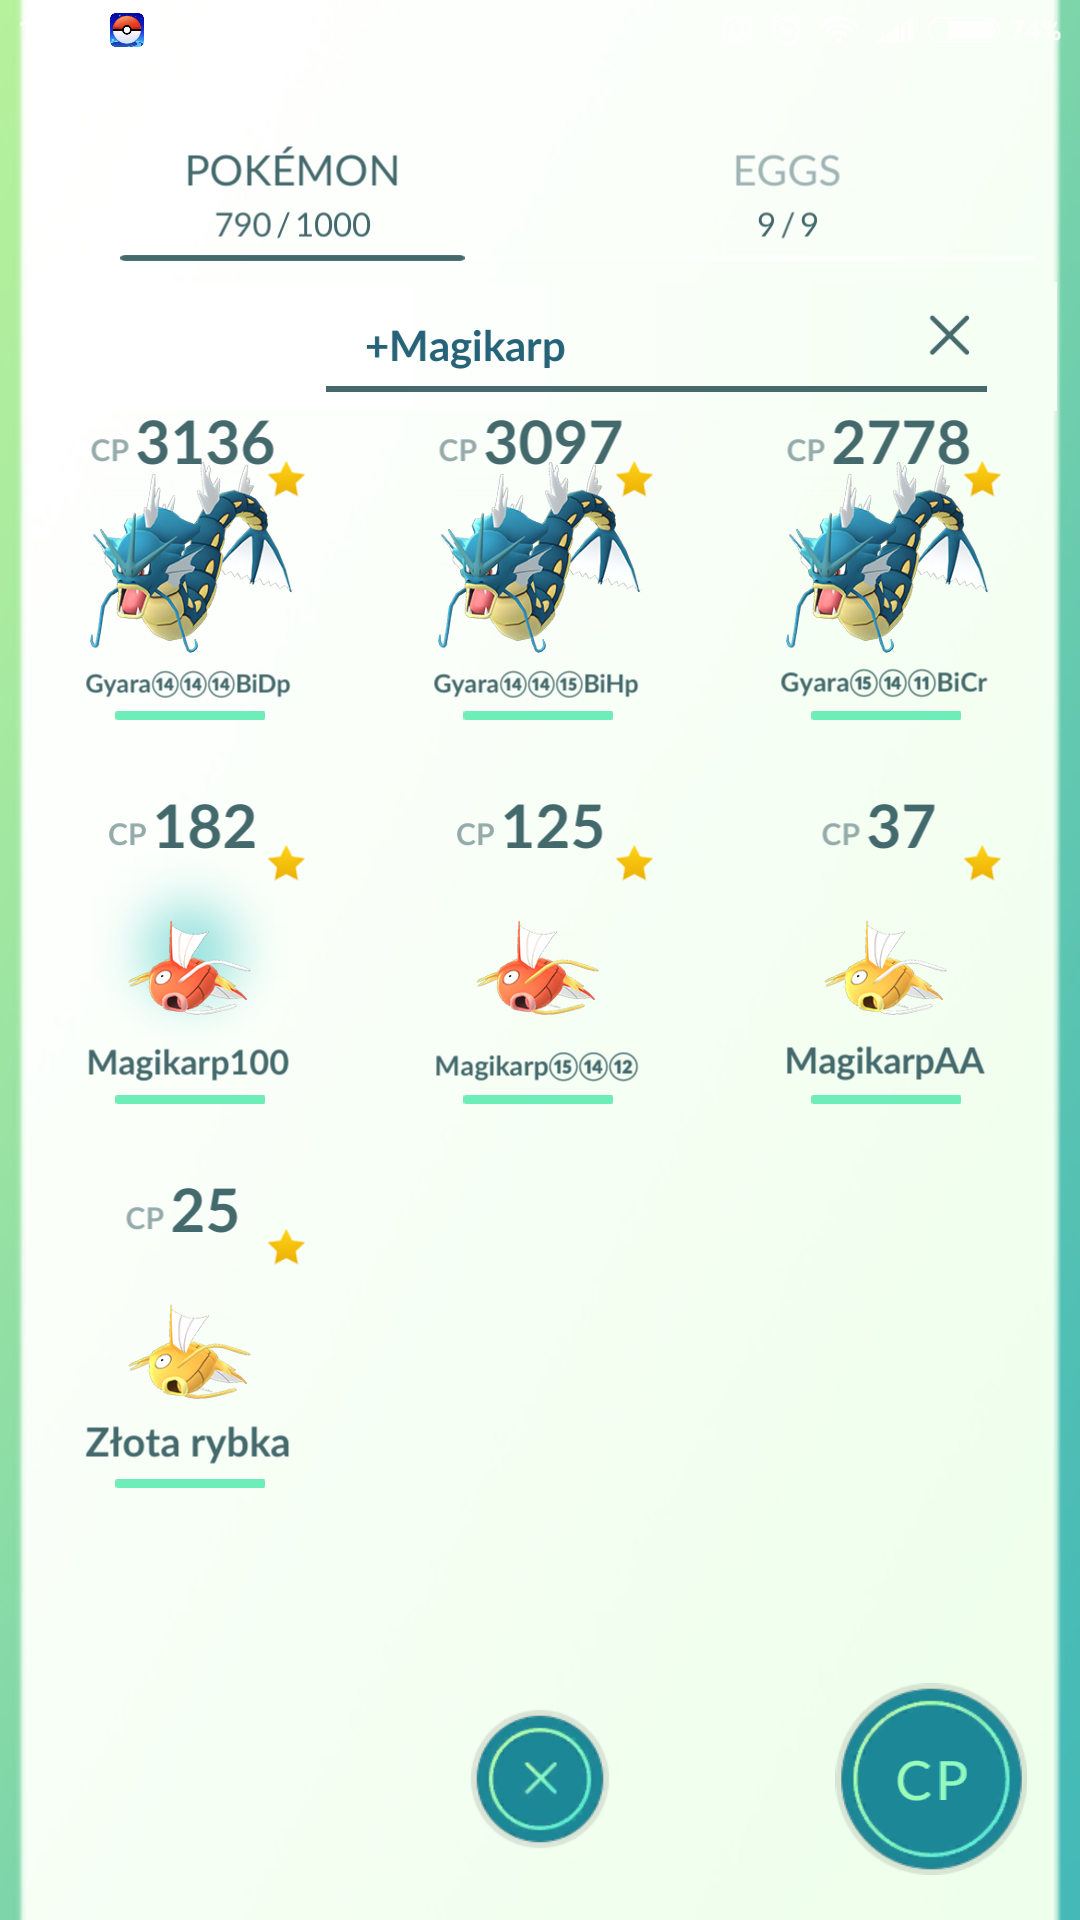 POKÉMON
EGGS
790 / 1000
9 / 9
+Magikarp
CP 3136
CP 3097
CP 2778
Gyara⑭⑭⑭BiDp
Gyara⑭⑭⑮BiHp
Gyara⑮⑭⑪BiCr
CP 182
CP 125
CP 37
Magikarp100
Magikarp⑮⑭⑫
MagikarpAA
CP 25
Złota rybka
CP